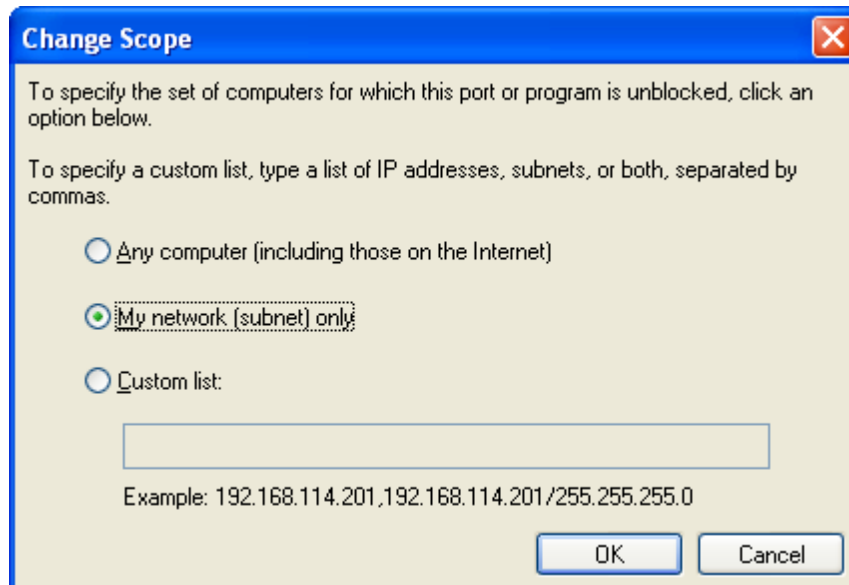 Change Scope
To specify the set of computers for which this port or program is unblocked, click an
option below.
To specify a custom list, type a list of IP addresses, subnets, or both, separated by
commas.
Any computer (including those on the Internet)
My network (subnet) only
Custom list:
Example: 192.168.114.201,192.168.114.201/255.255.255.0
OK Cancel